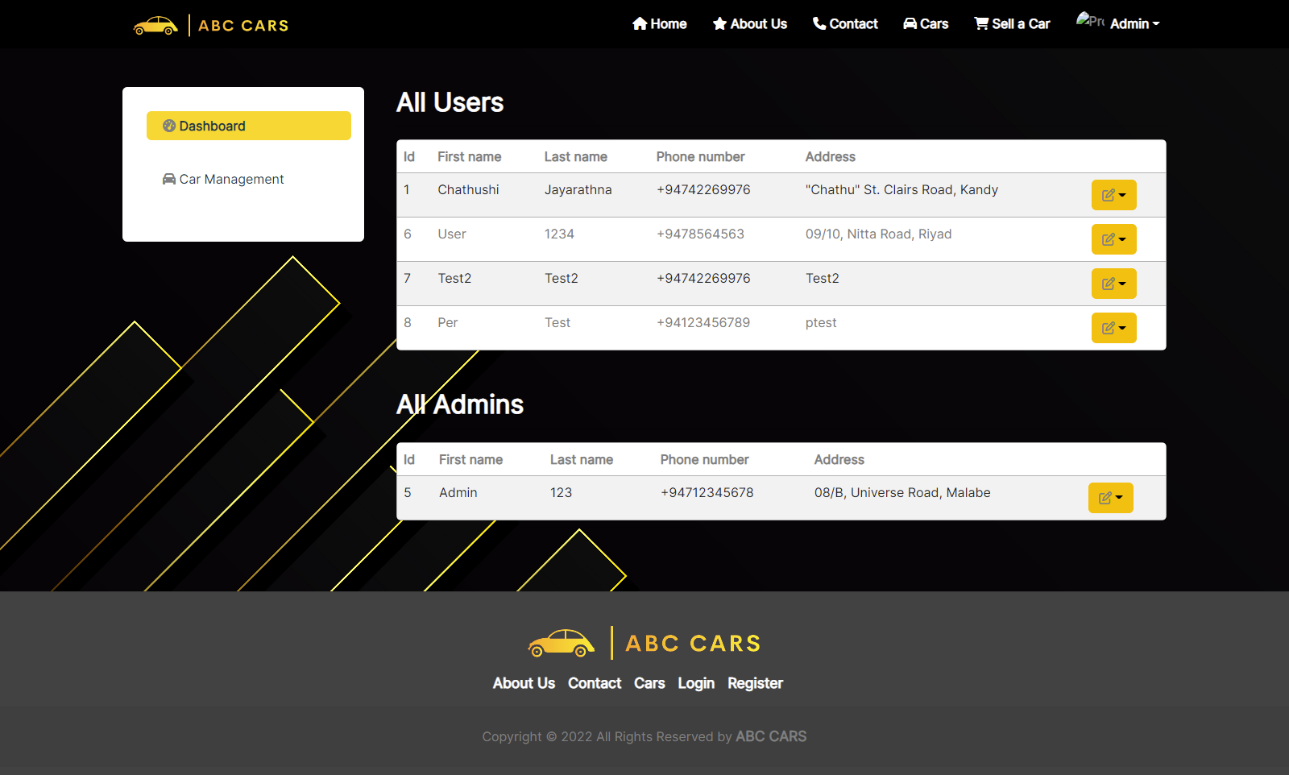 ABC CARS
Home About Us Contact Cars Sell a Car Pro Admin
Dashboard
Car Management
All Users
Id First name Last name Phone number Address
1 Chathushi Jayarathna +94742269976 "Chathu" St. Clairs Road, Kandy
6 User 1234 +9478564563 09/10, Nitta Road, Riyad
7 Test2 Test2 +94742269976 Test2
8 Per Test +94123456789 ptest
All Admins
Id First name Last name Phone number Address
5 Admin 123 +94712345678 08/B, Universe Road, Malabe
ABC CARS
About Us Contact Cars Login Register
Copyright © 2022 All Rights Reserved by ABC CARS